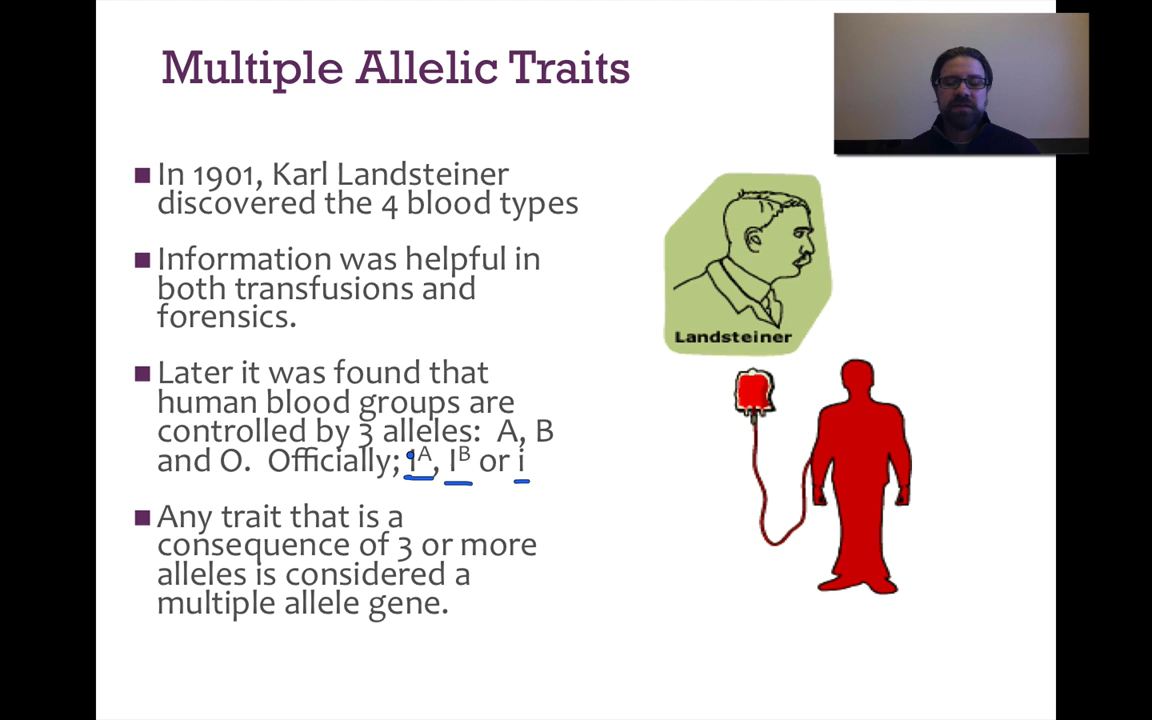 Multiple Allelic Traits
In 1901, Karl Landsteiner
discovered the 4 blood types
Information was helpful in
both transfusions and
forensics.
Later it was found that
human blood groups are
controlled by 3 alleles: A, B
and O. Officially; Iᴬ, Iᴮ or i
Any trait that is a
consequence of 3 or more
alleles is considered a
multiple allele gene.
Landsteiner